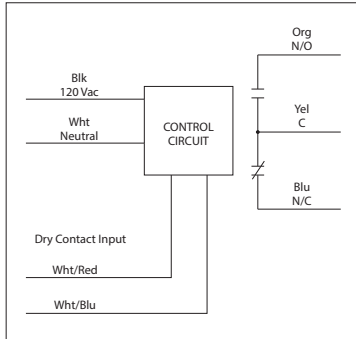 Org
N/O
Blk
120 Vac
Yel
C
Wht
Neutral
CONTROL
CIRCUIT
Blu
N/C
Dry Contact Input
Wht/Red
Wht/Blu